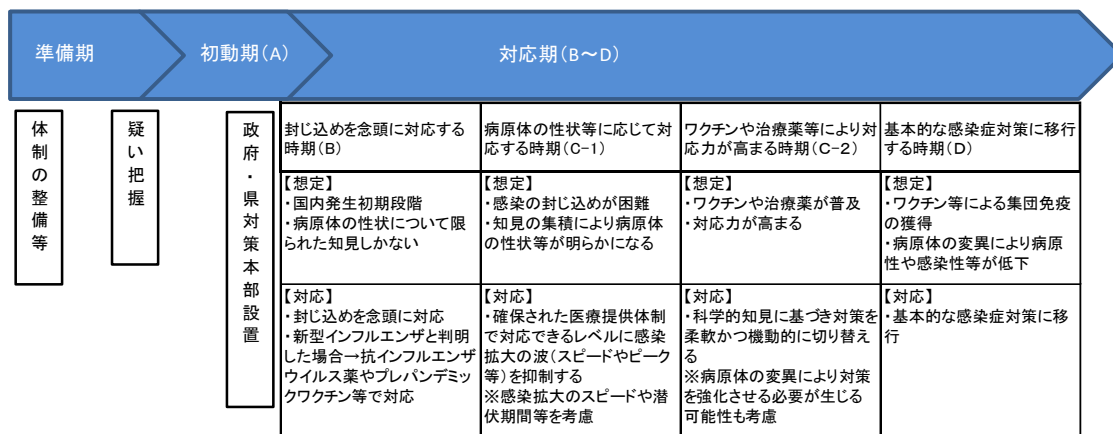 準備期
初動期(A)
対応期(B～D)
体制の整備等
疑い把握
政府・県対策本部設置
封じ込めを念頭に対応する
時期(B)
【想定】
・国内発生初期段階
・病原体の性状について限
られた知見しかない
【対応】
・封じ込めを念頭に対応
・新型インフルエンザと判明
した場合→抗インフルエンザ
ウイルス薬やプレパンデミッ
クワクチン等で対応
病原体の性状等に応じて対
応する時期(C-1)
【想定】
・感染の封じ込めが困難
・知見の集積により病原体
の性状等が明らかになる
【対応】
・確保された医療提供体制
で対応できるレベルに感染
拡大の波(スピードやピーク
等)を抑制する
※感染拡大のスピードや潜
伏期間等を考慮
ワクチンや治療薬等により対
応力が高まる時期(C-2)
【想定】
・ワクチンや治療薬が普及
・対応力が高まる
【対応】
・科学的知見に基づき対策を
柔軟かつ機動的に切り替え
る
※病原体の変異により対策
を強化させる必要が生じる
可能性も考慮
基本的な感染症対策に移行
する時期(D)
【想定】
・ワクチン等による集団免疫
の獲得
・病原体の変異により病原
性や感染性等が低下
【対応】
・基本的な感染症対策に移
行